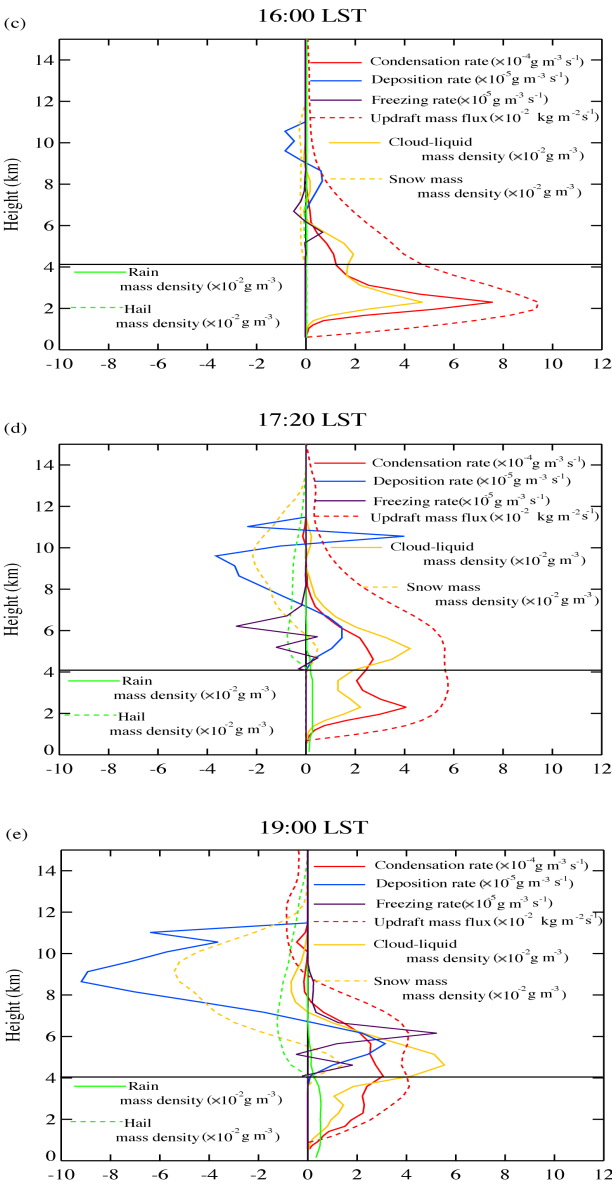 (c)
16:00 LST
Condensation rate (×10⁻⁴g m⁻³ s⁻¹)
Deposition rate (×10⁵g m⁻³ s⁻¹)
Freezing rate(×10⁵g m⁻³ s⁻¹)
Updraft mass flux(×10⁻² kg m⁻²s⁻¹)
Cloud-liquid
mass density(×10⁻²g m⁻³)
Snow mass
mass density(×10⁻²g m⁻³)
Rain
mass density(×10⁻²g m⁻³)
Hail
mass density(×10⁻²g m⁻³)
Height (km)
14
12
10
8
6
4
2
0
-10 -8 -6 -4 -2 0 2 4 6 8 10 12
(d)
17:20 LST
Condensation rate (×10⁻⁴g m⁻³ s⁻¹)
Deposition rate (×10⁻⁵g m⁻³ s⁻¹)
Freezing rate(×10⁵g m⁻³ s⁻¹)
Updraft mass flux(×10⁻² kg m⁻²s⁻¹)
Cloud-liquid
mass density(×10⁻²g m⁻³)
Snow mass
mass density(×10⁻²g m⁻³)
Rain
mass density(×10⁻²g m⁻³)
Hail
mass density(×10⁻²g m⁻³)
Height (km)
14
12
10
8
6
4
2
0
-10 -8 -6 -4 -2 0 2 4 6 8 10 12
(e)
19:00 LST
Condensation rate (×10⁻⁴g m⁻³ s⁻¹)
Deposition rate (×10⁻⁵g m⁻³ s⁻¹)
Freezing rate(×10⁵g m⁻³ s⁻¹)
Updraft mass flux(×10⁻² kg m⁻²s⁻¹)
Cloud-liquid
mass density(×10⁻²g m⁻³)
Snow mass
mass density(×10⁻²g m⁻³)
Rain
mass density(×10⁻²g m⁻³)
Hail
mass density(×10⁻²g m⁻³)
Height (km)
14
12
10
8
6
4
2
0
-10 -8 -6 -4 -2 0 2 4 6 8 10 12